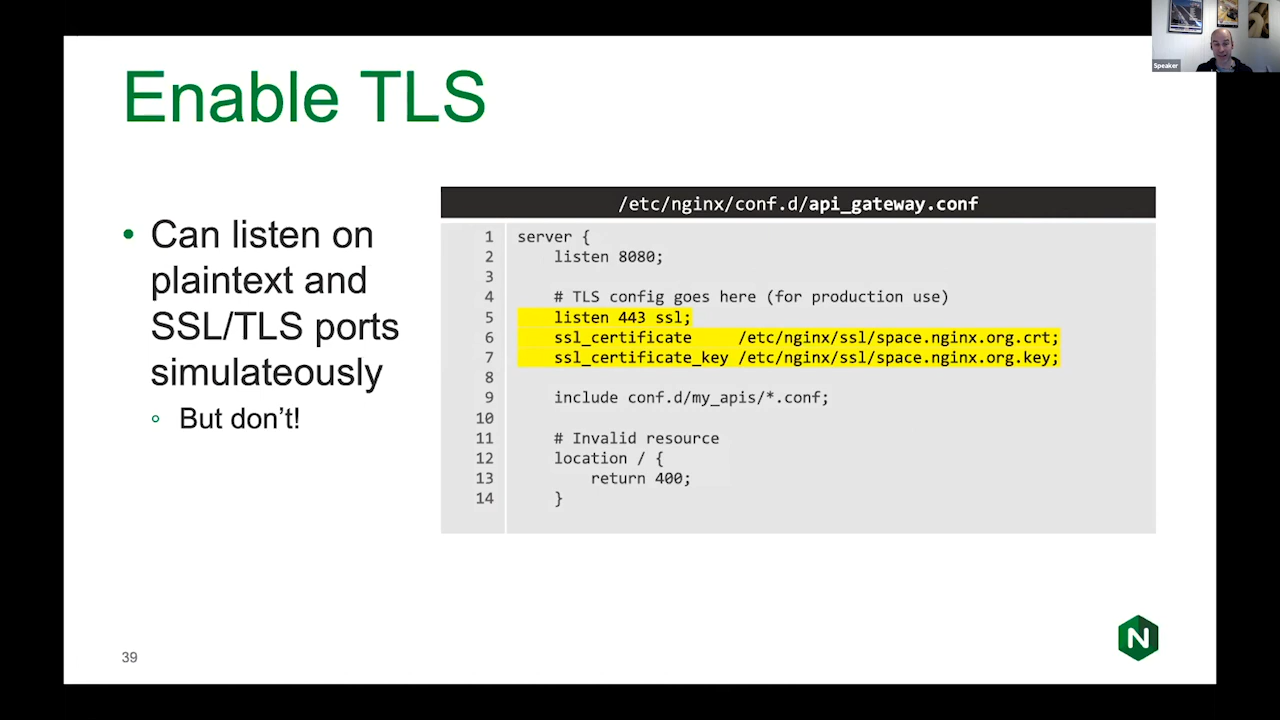 Speaker
Enable TLS
• Can listen on
plaintext and
SSL/TLS ports
simulateously
But don't!
/etc/nginx/conf.d/api_gateway.conf
1 server {
2 listen 8080;
3
4 # TLS config goes here (for production use)
5 listen 443 ssl;
6 ssl_certificate /etc/nginx/ssl/space.nginx.org.crt;
7 ssl_certificate_key /etc/nginx/ssl/space.nginx.org.key;
8
9 include conf.d/my_apis/*.conf;
10
11 # Invalid resource
12 location / {
13 return 400;
14 }
N
39